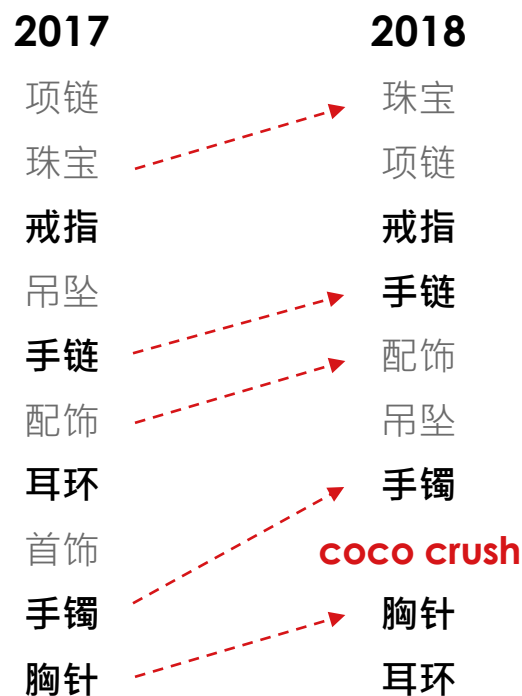 2017 2018
项链 珠宝
珠宝 项链
戒指 戒指
吊坠 手链
手链 配饰
配饰 吊坠
耳环 手镯
首饰 coco crush
手镯 胸针
胸针 耳环